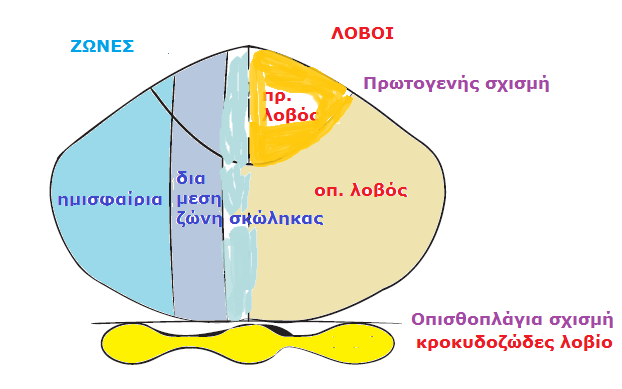 ΖΩΝΕΣ
ΛΟΒΟΙ
Πρωτογενής σχισμή
πρ.
λοβός
ημισφαίρια
δια
μεση
ζώνη σκώληκας
οπ. λοβός
Οπισθοπλάγια σχισμή
κροκυδοζώδες λοβίο